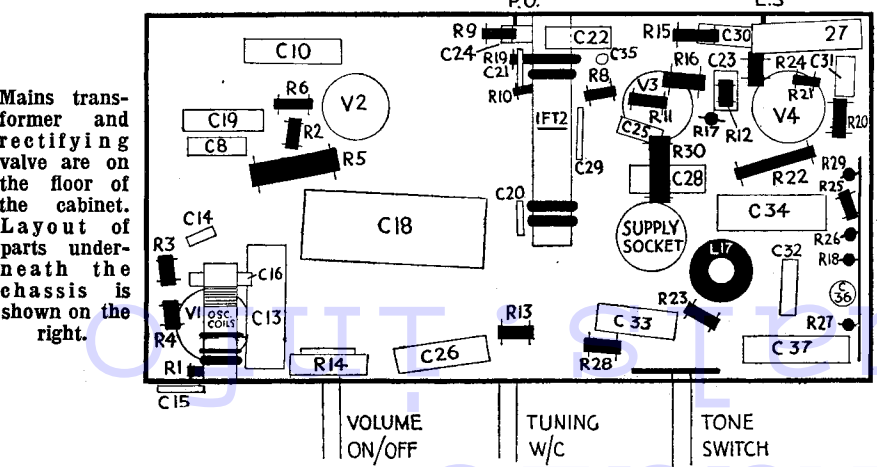 Mains trans-
former and
rectifying
valve are on
the floor of
the cabinet.
Layout of
parts under-
neath the
chassis is
shown on the
right.
P.U. L.S
R9 C22 R15 C30 27
C24
R19 C35 R16 C23 R24 C31
C10 C21 R8 V3 R21
R6 V2 R10 1FT2 R11 R12 V4 R20
C19 R2 C25 R17
C8 R5 C29 R30 R22 R29
C28 R25
C14 C18 C20 SUPPLY
SOCKET C34 R26
R3 L17 C32 R18
C16
V1 OSC.
COILS C13 R23 C
36
R4 R13 C33 R27
R1 R14 C26 R28 C37
C15
VOLUME
ON/OFF
TUNING
W/C
TONE
SWITCH